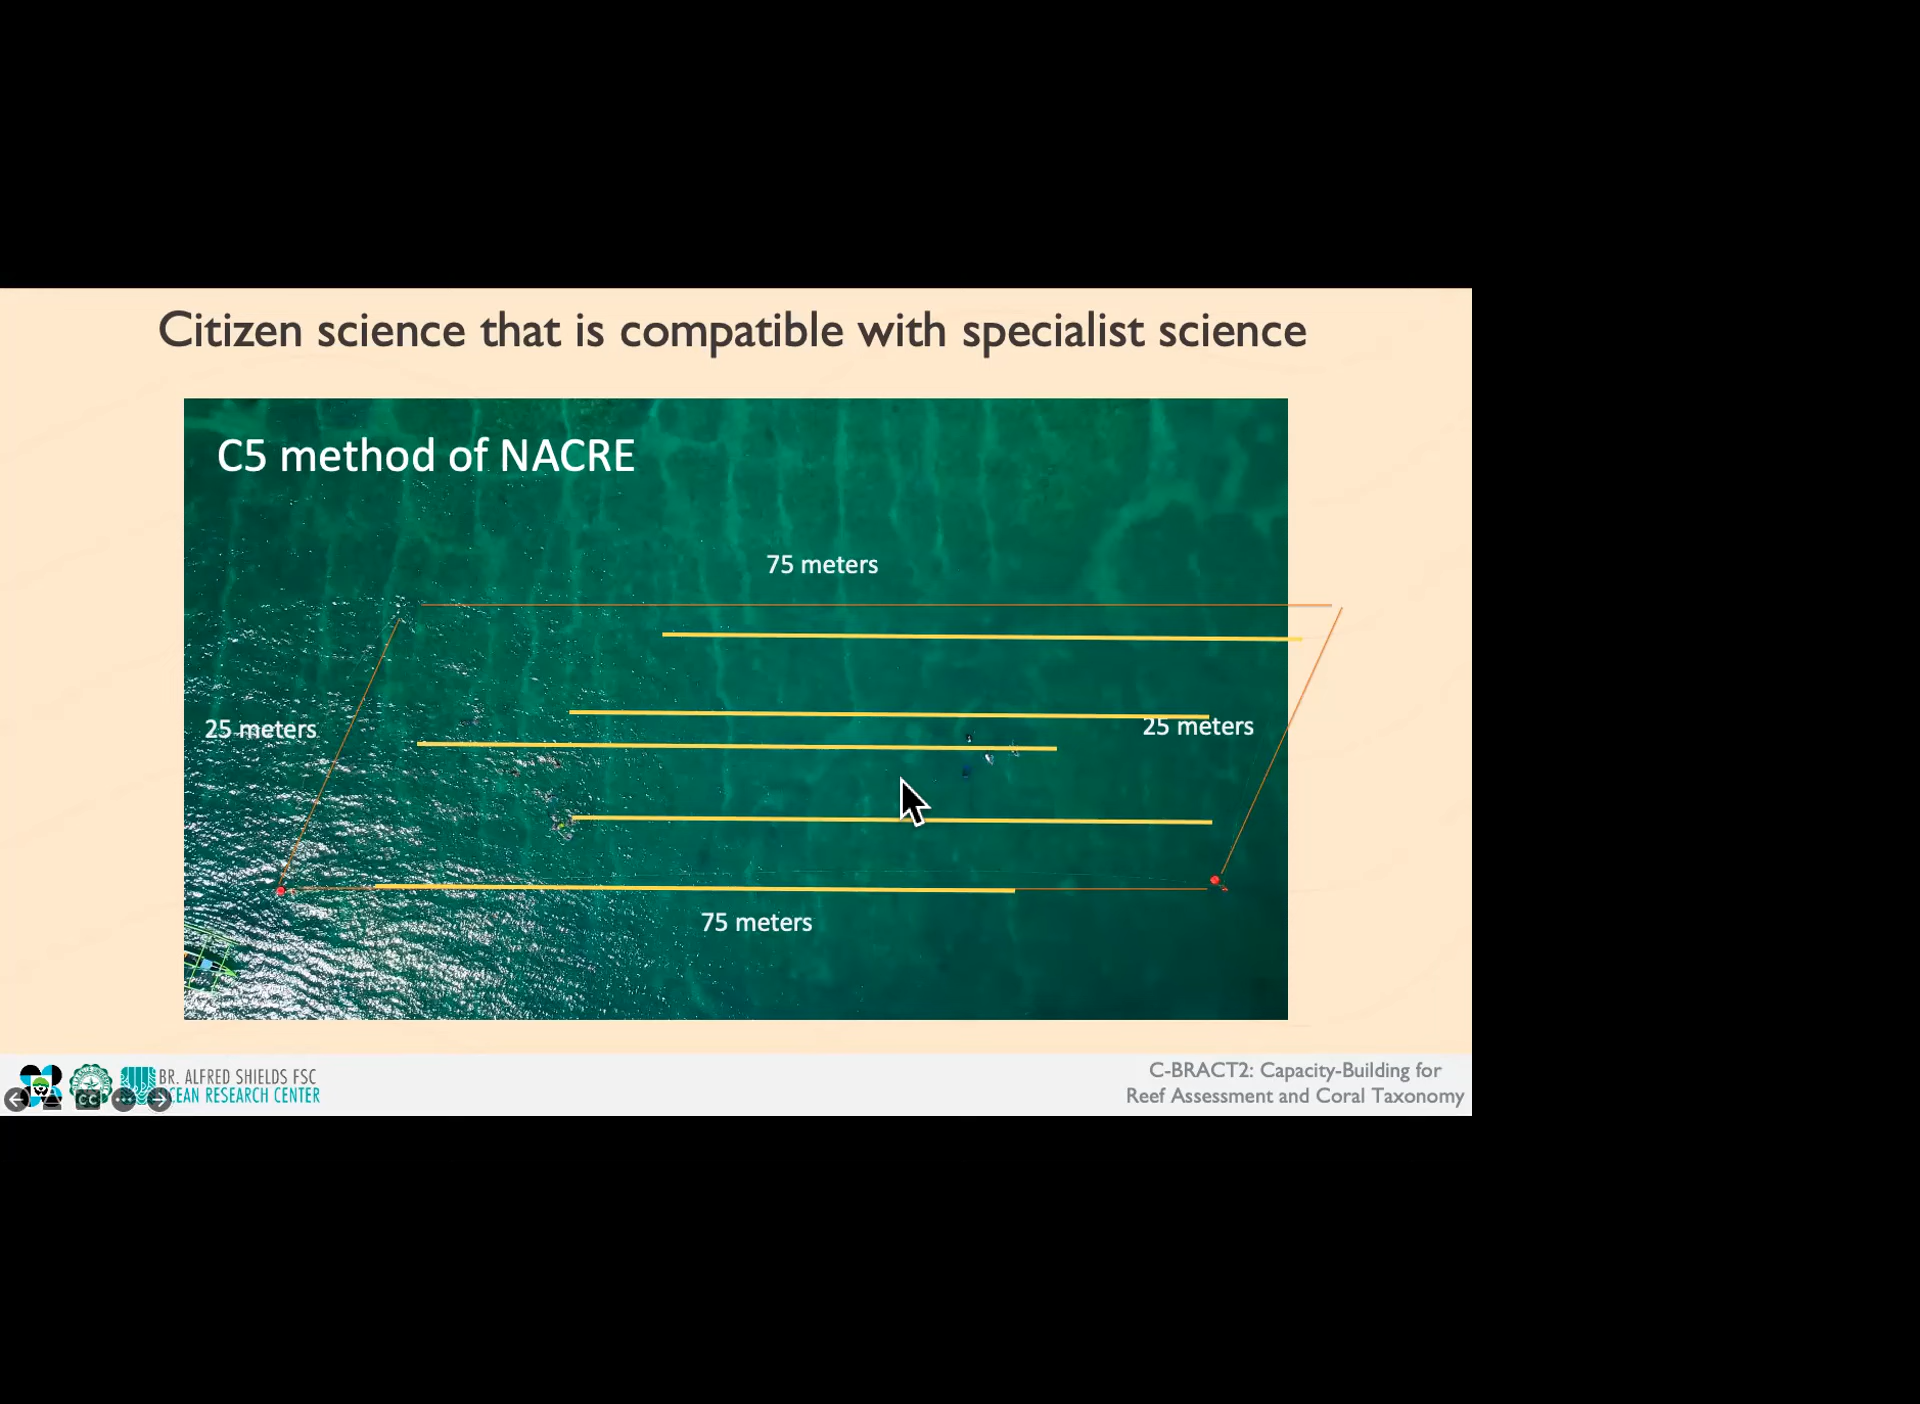 Citizen science that is compatible with specialist science
C5 method of NACRE
75 meters
25 meters
25 meters
75 meters
BR. ALFRED SHIELDS FSC
OCEAN RESEARCH CENTER
C-BRACT2: Capacity-Building for
Reef Assessment and Coral Taxonomy